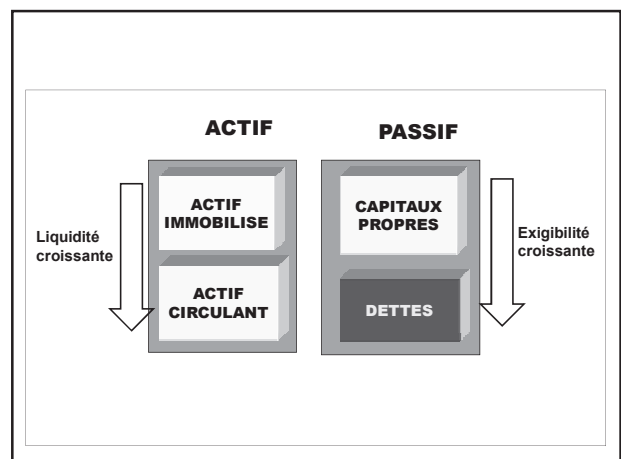 ACTIF
PASSIF
Liquidité
croissante
ACTIF
IMMOBILISE
ACTIF
CIRCULANT
CAPITAUX
PROPRES
DETTES
Exigibilité
croissante